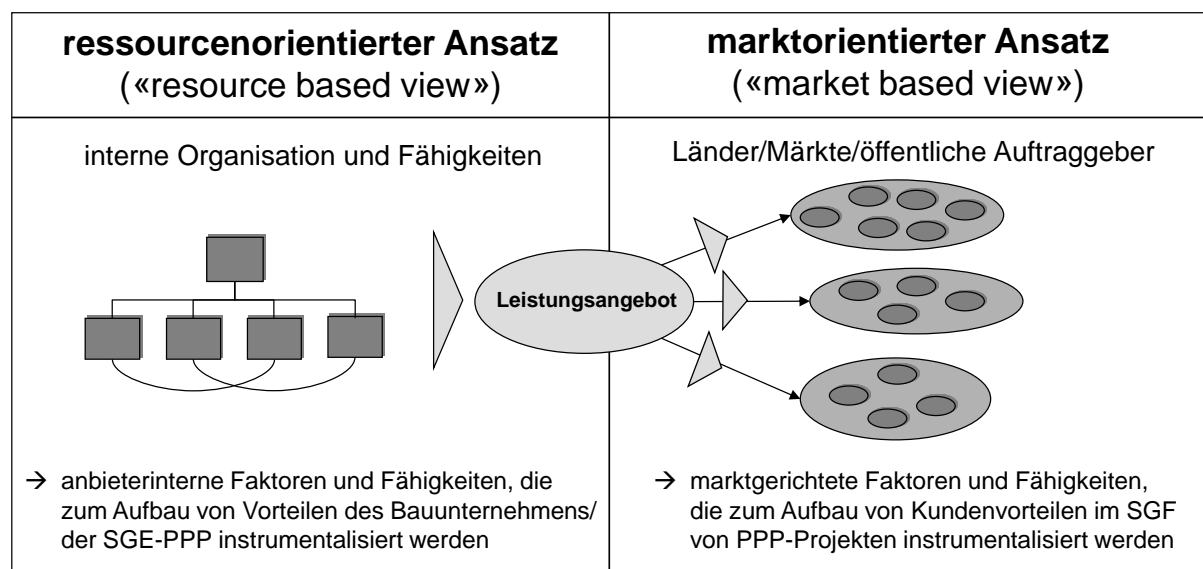 ressourcenorientierter Ansatz
(«resource based view»)
marktorientierter Ansatz
(«market based view»)
interne Organisation und Fähigkeiten
Länder/Märkte/öffentliche Auftraggeber
Leistungsangebot
→ anbieterinterne Faktoren und Fähigkeiten, die
zum Aufbau von Vorteilen des Bauunternehmens/
der SGE-PPP instrumentalisiert werden
→ marktgerichtete Faktoren und Fähigkeiten,
die zum Aufbau von Kundenvorteilen im SGF
von PPP-Projekten instrumentalisiert werden